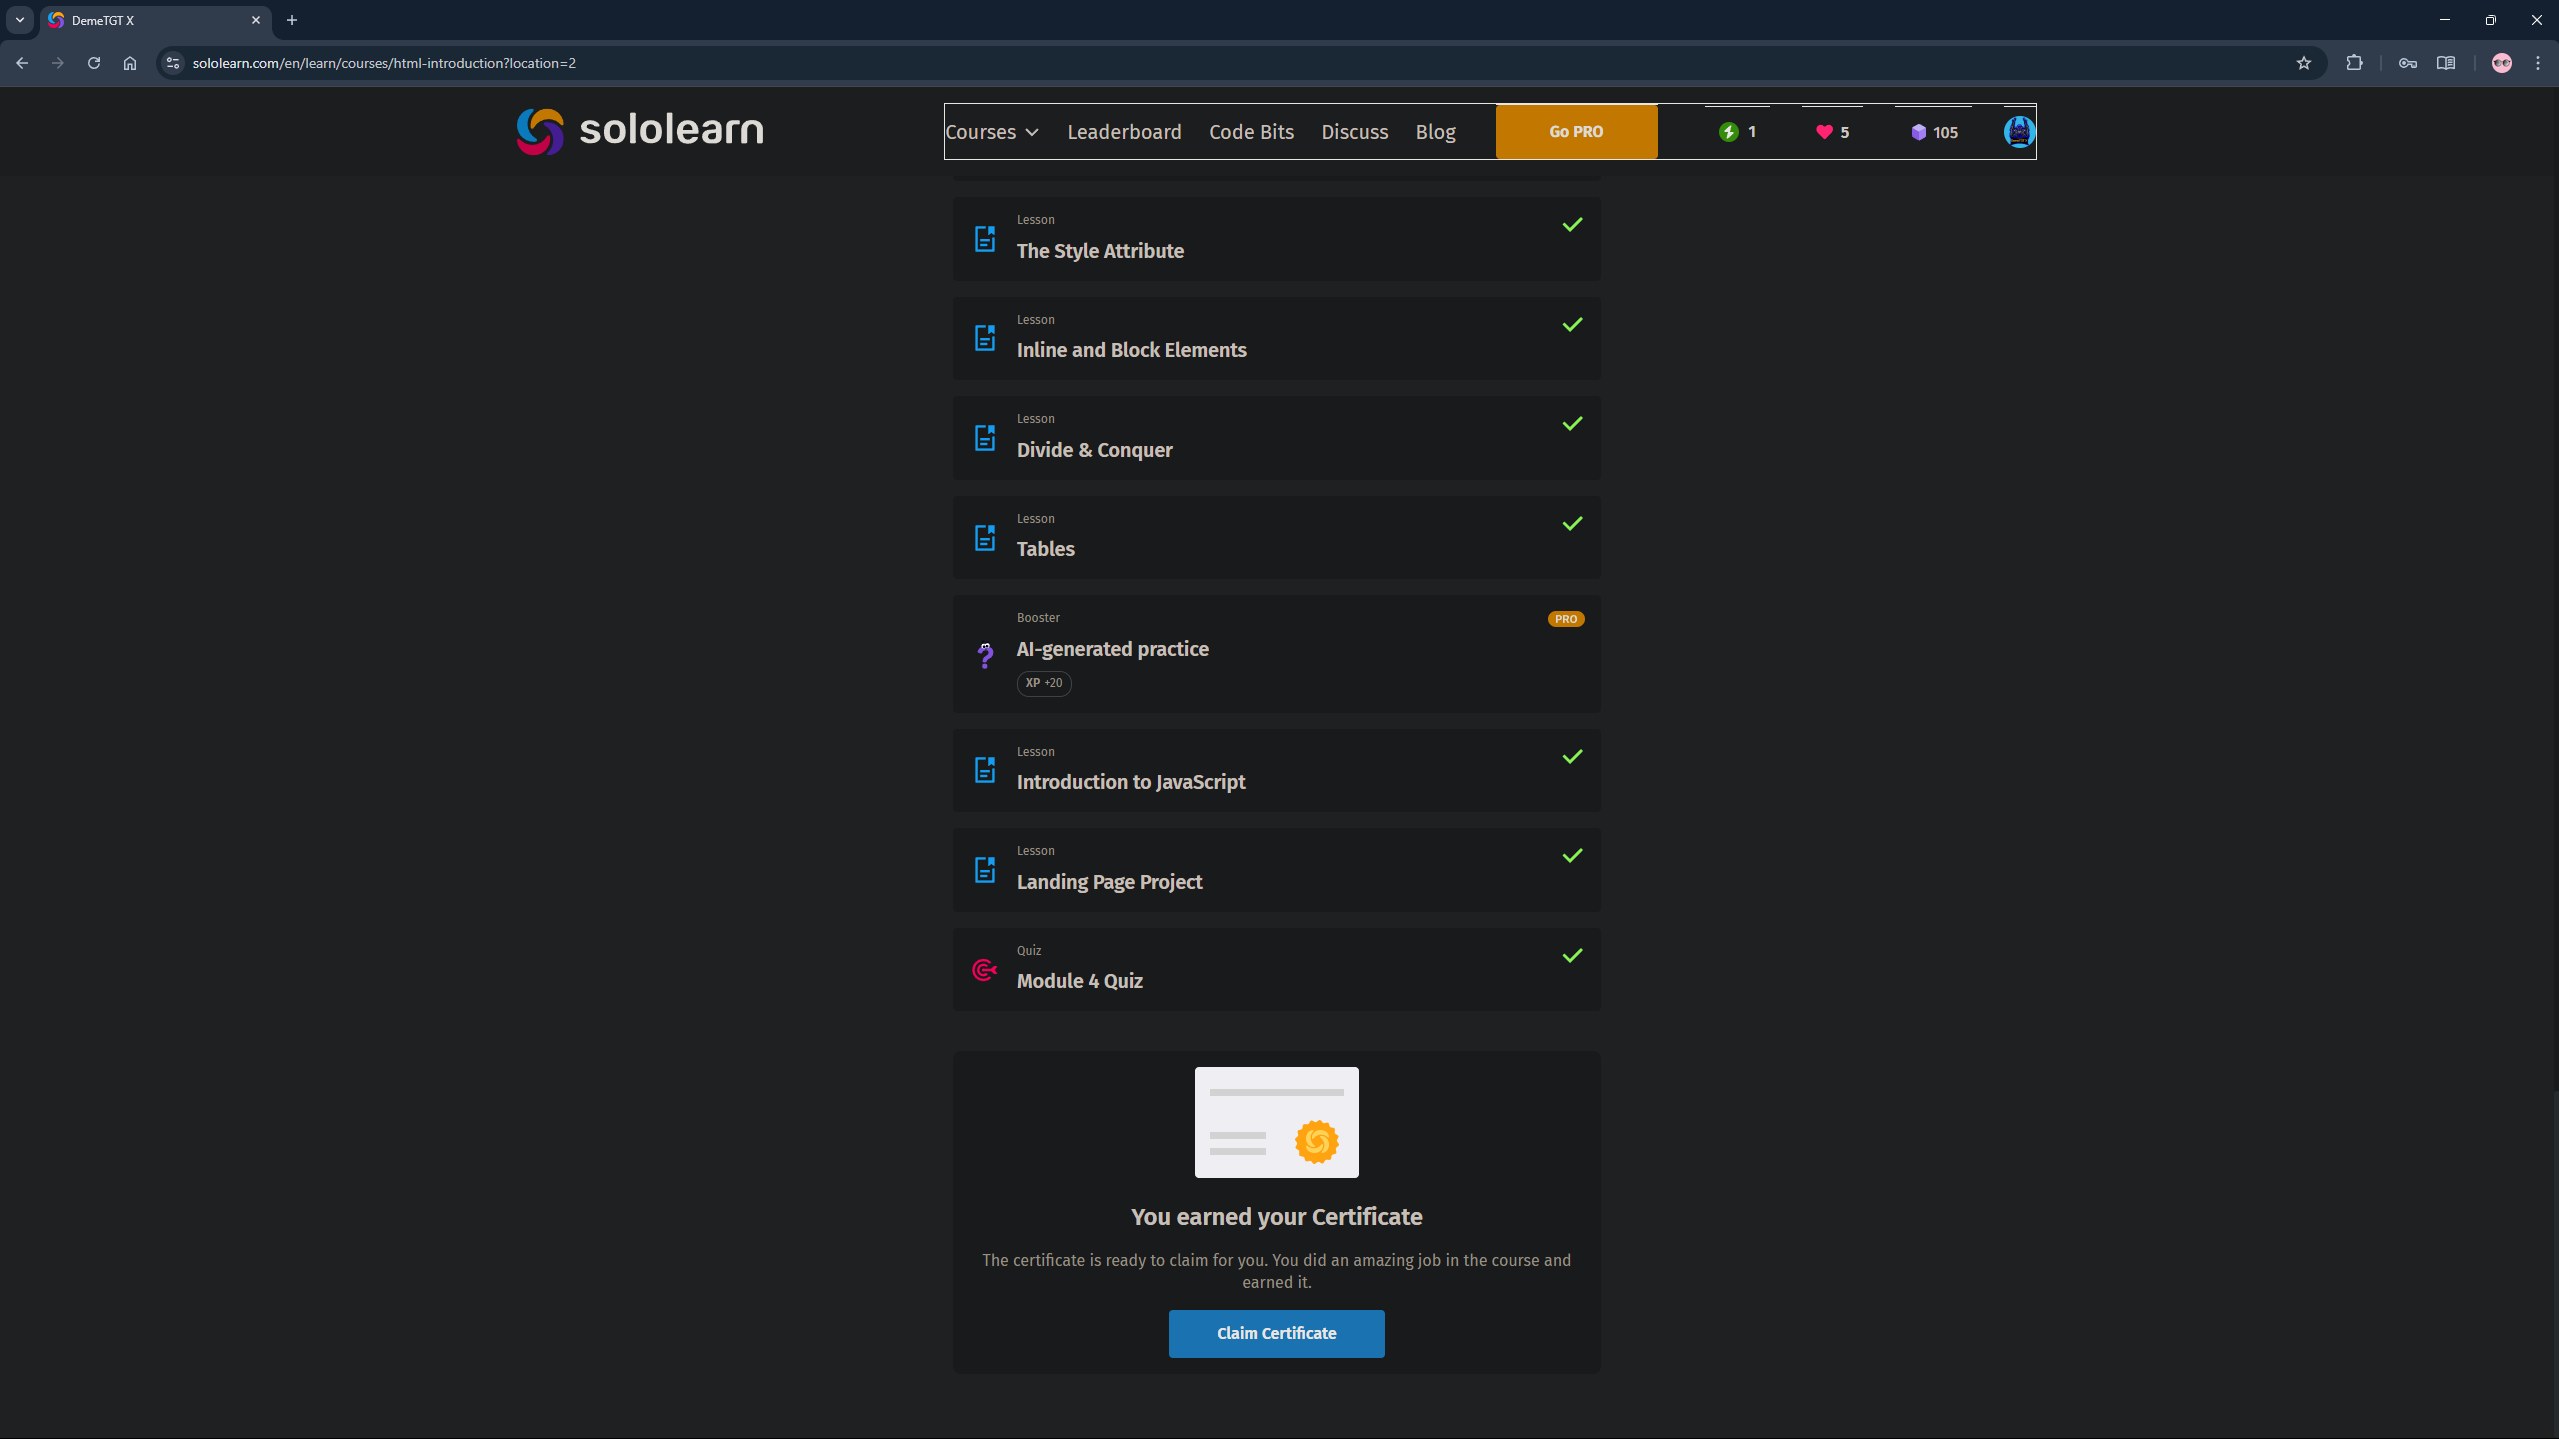 DemeTGT X
sololearn.com/en/learn/courses/html-introduction?location=2
sololearn
Courses
Leaderboard
Code Bits
Discuss
Blog
Go PRO
1
5
105
Lesson
The Style Attribute
Lesson
Inline and Block Elements
Lesson
Divide & Conquer
Lesson
Tables
Booster
PRO
AI-generated practice
XP +20
Lesson
Introduction to JavaScript
Lesson
Landing Page Project
Quiz
Module 4 Quiz
You earned your Certificate
The certificate is ready to claim for you. You did an amazing job in the course and
earned it.
Claim Certificate